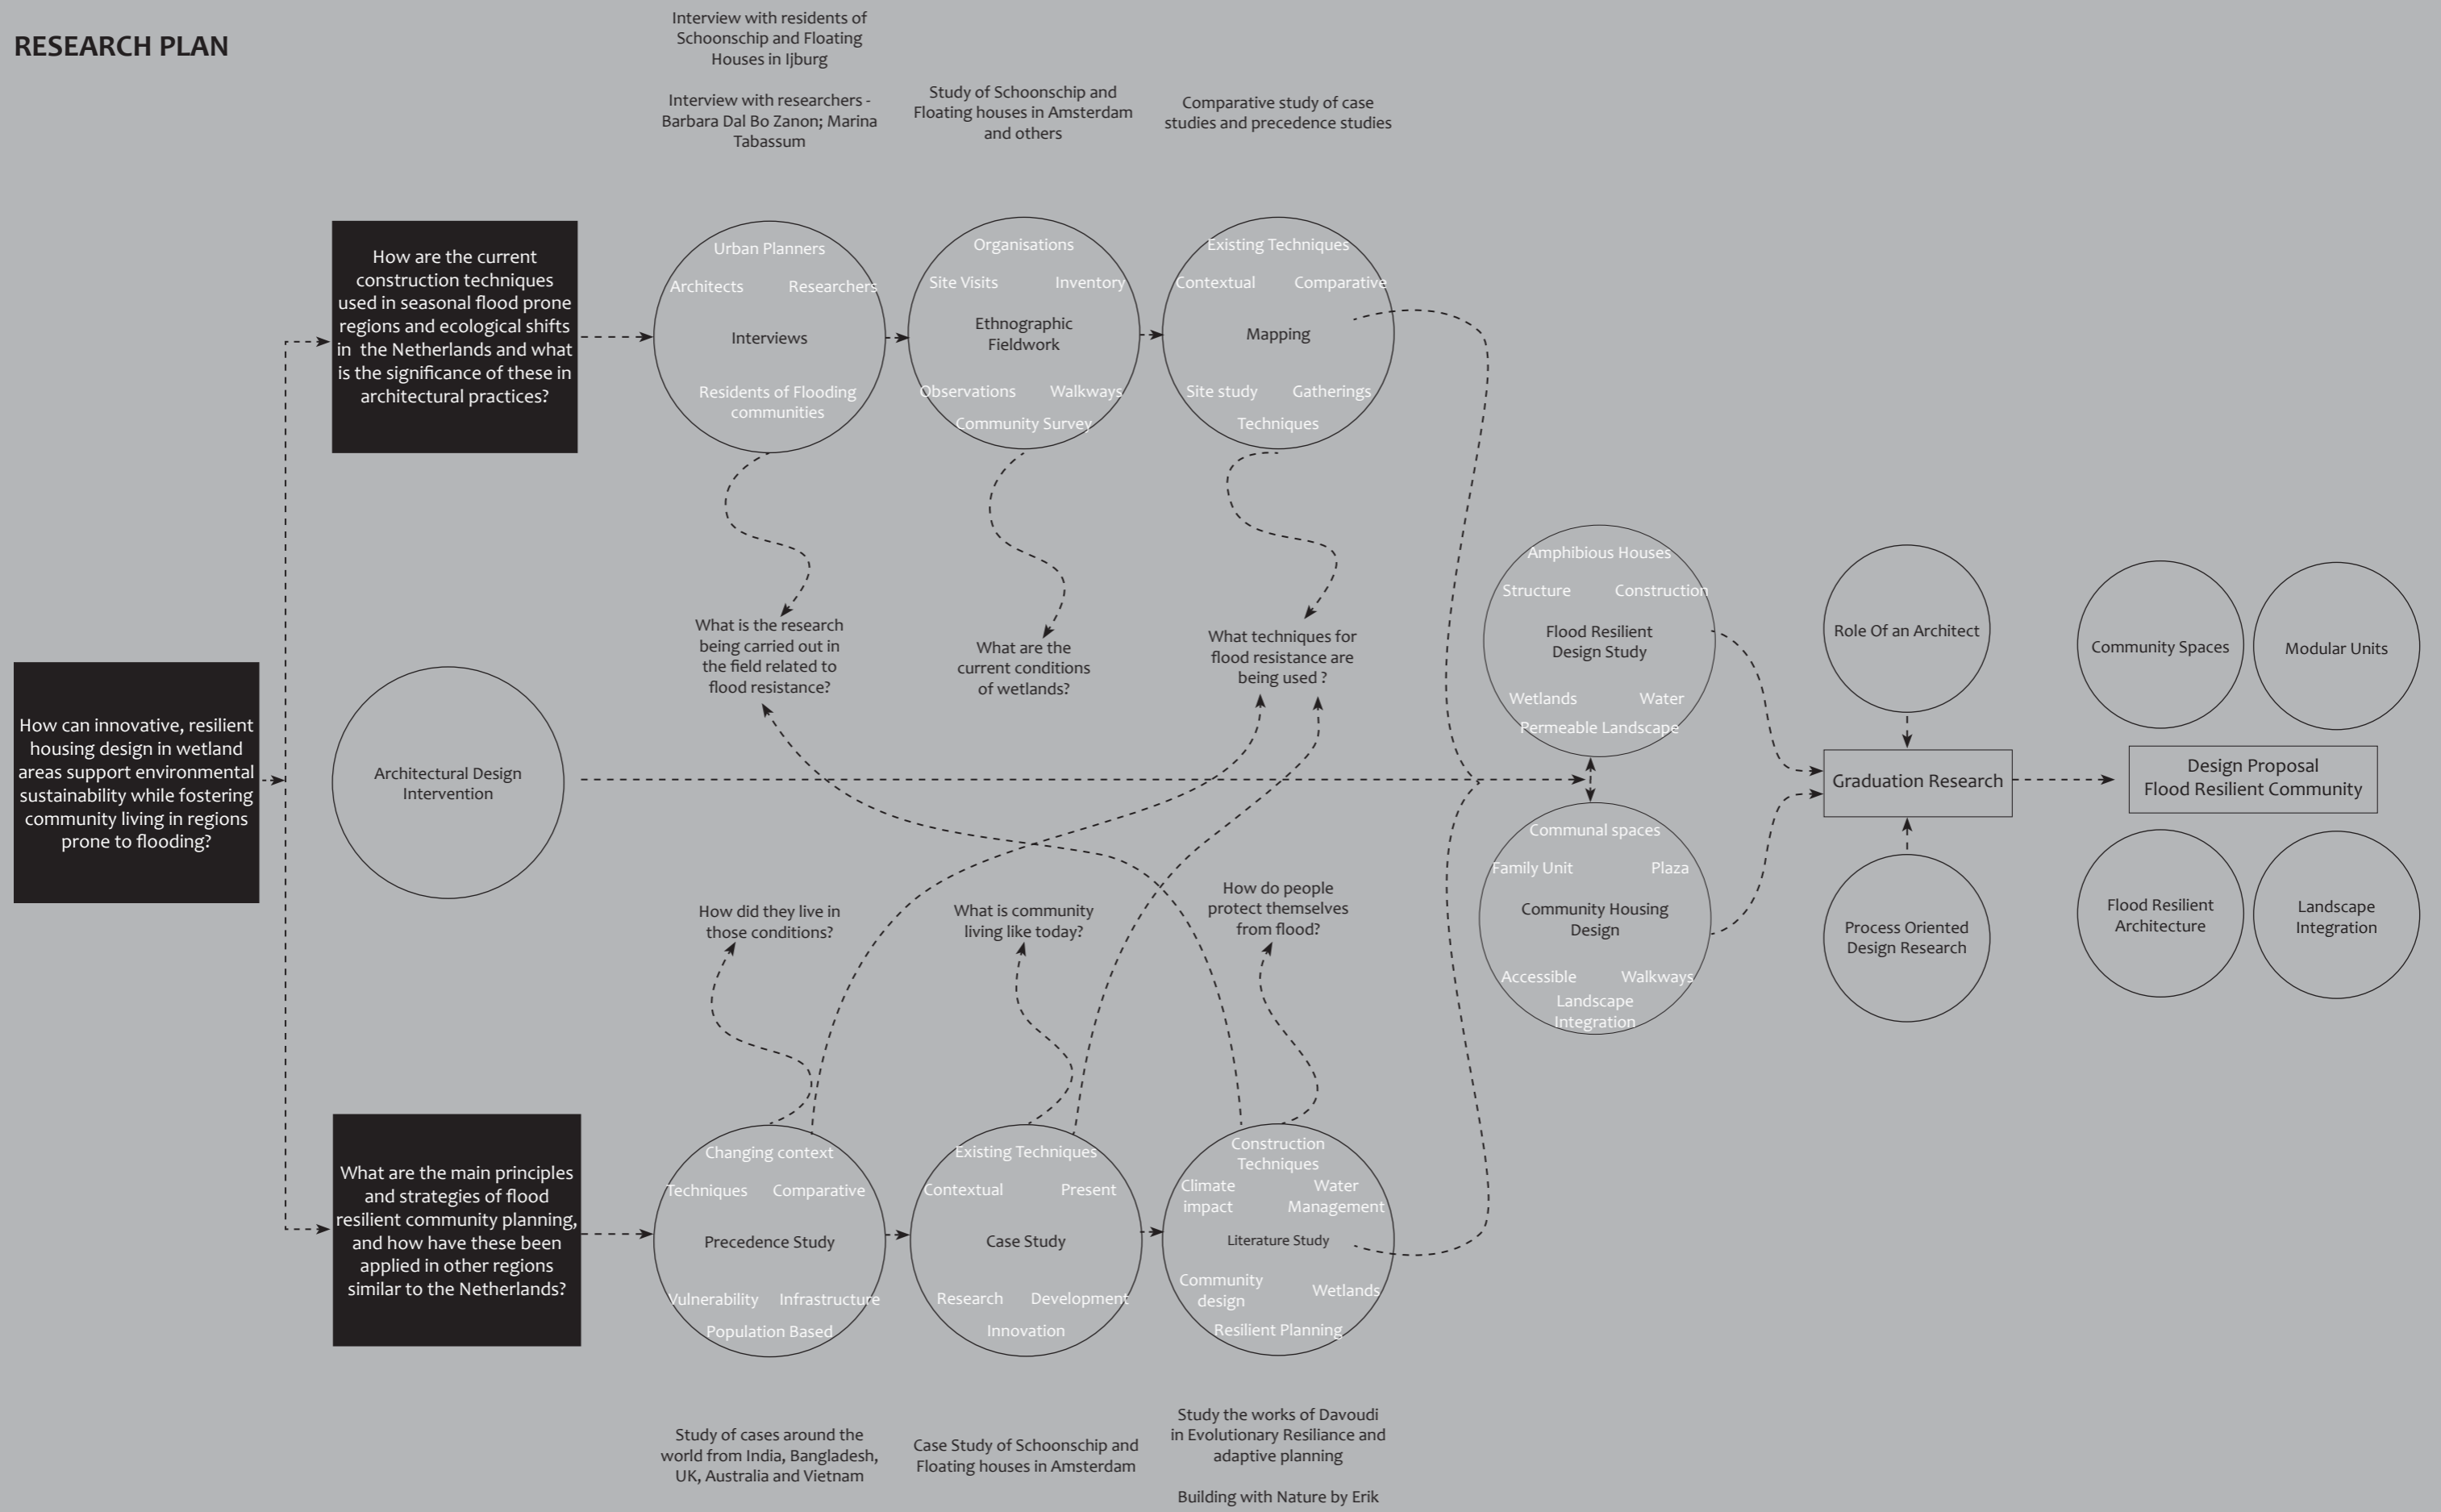 RESEARCH PLAN
Interview with residents of
Schoonschip and Floating
Houses in Ijburg
Interview with researchers -
Barbara Dal Bo Zanon; Marina
Tabassum
Study of Schoonschip and
Floating houses in Amsterdam
and others
Comparative study of case
studies and precedence studies
How are the current
construction techniques
used in seasonal flood prone
regions and ecological shifts
in the Netherlands and what
is the significance of these in
architectural practices?
Urban Planners
Architects
Researchers
Interviews
Residents of Flooding
communities
Organisations
Site Visits
Inventory
Ethnographic
Fieldwork
Observations
Walkways
Community Survey
Existing Techniques
Contextual
Comparative
Mapping
Site study
Gatherings
Techniques
What is the research
being carried out in
the field related to
flood resistance?
What are the
current conditions
of wetlands?
What techniques for
flood resistance are
being used ?
How can innovative, resilient
housing design in wetland
areas support environmental
sustainability while fostering
community living in regions
prone to flooding?
Architectural Design
Intervention
Amphibious Houses
Structure
Construction
Flood Resilient
Design Study
Wetlands
Water
Permeable Landscape
Communal spaces
Family Unit
Plaza
Community Housing
Design
Accessible
Walkways
Landscape
Integration
Role Of an Architect
Graduation Research
Process Oriented
Design Research
Community Spaces
Modular Units
Design Proposal
Flood Resilient Community
Flood Resilient
Architecture
Landscape
Integration
How did they live in
those conditions?
What is community
living like today?
How do people
protect themselves
from flood?
What are the main principles
and strategies of flood
resilient community planning,
and how have these been
applied in other regions
similar to the Netherlands?
Changing context
Techniques
Comparative
Precedence Study
Vulnerability
Infrastructure
Population Based
Existing Techniques
Contextual
Present
Case Study
Research
Development
Innovation
Construction
Techniques
Climate
impact
Water
Management
Literature Study
Community
design
Wetlands
Resilient Planning
Study of cases around the
world from India, Bangladesh,
UK, Australia and Vietnam
Case Study of Schoonschip and
Floating houses in Amsterdam
Study the works of Davoudi
in Evolutionary Resiliance and
adaptive planning
Building with Nature by Erik